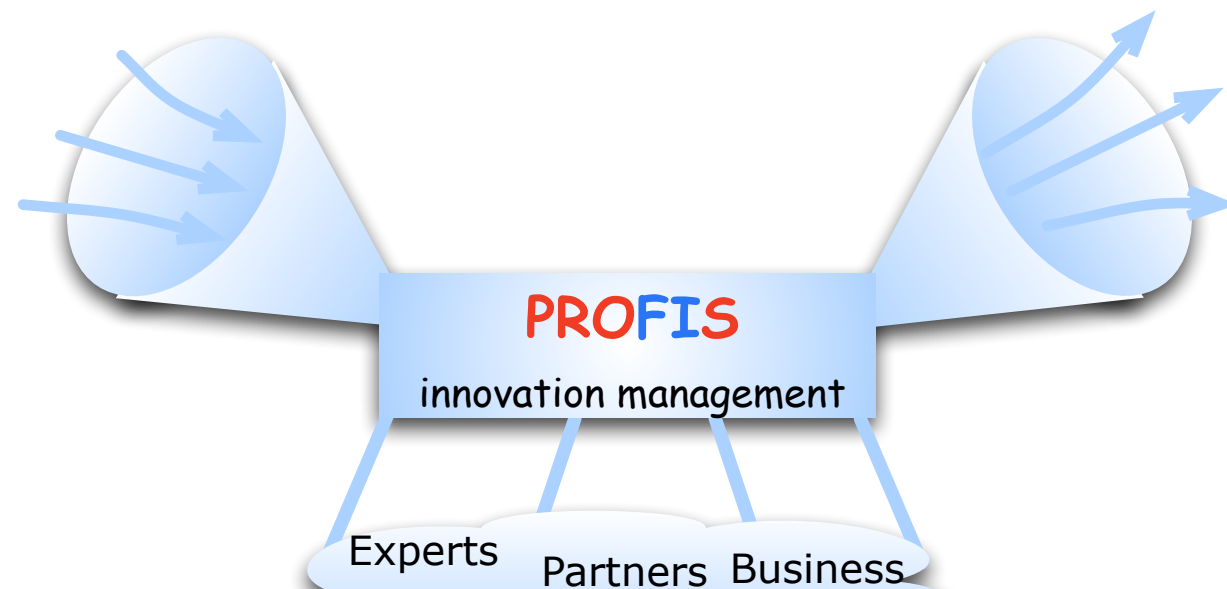 PROFIS
innovation management
Experts
Partners
Business